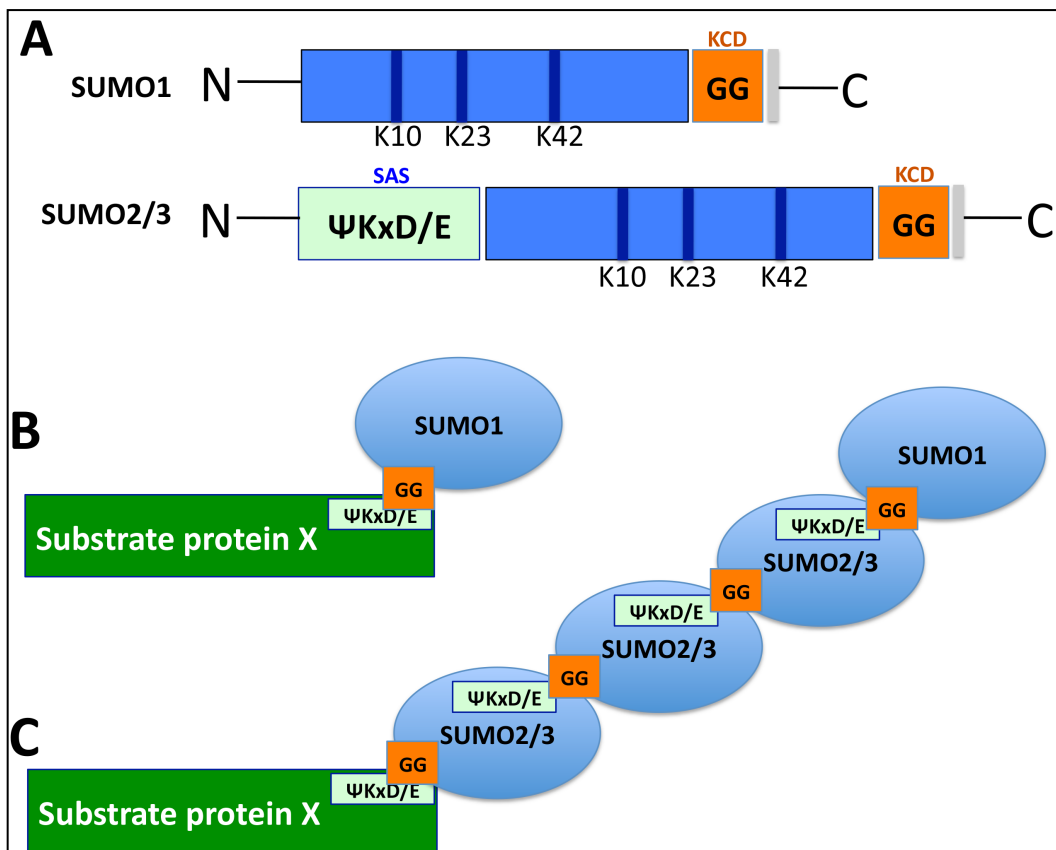 A
KCD
SUMO1 N GG C
K10 K23 K42
SAS KCD
SUMO2/3 N ΨKxD/E GG C
K10 K23 K42
B
SUMO1
GG
ΨKxD/E
Substrate protein X
SUMO1
GG
ΨKxD/E
SUMO2/3
GG
ΨKxD/E
SUMO2/3
GG
ΨKxD/E
SUMO2/3
C
GG
ΨKxD/E
Substrate protein X